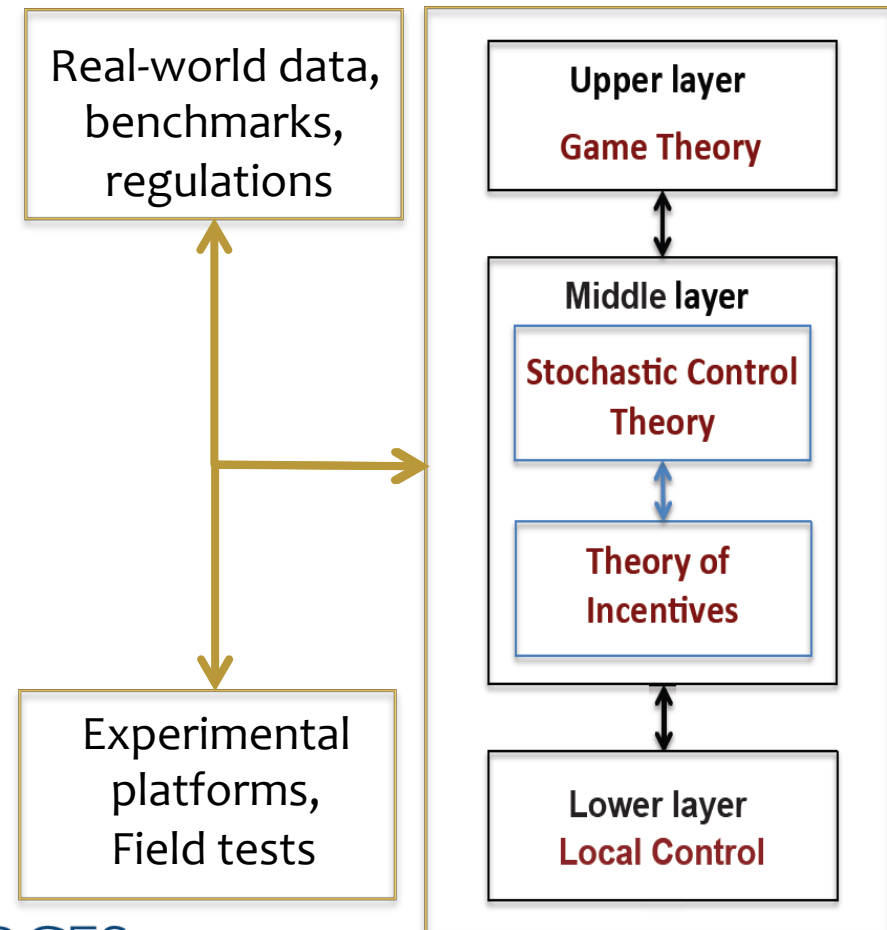 Real-world data,
benchmarks,
regulations
Experimental
platforms,
Field tests
Upper layer
Game Theory
Middle layer
Stochastic Control
Theory
Theory of
Incentives
Lower layer
Local Control